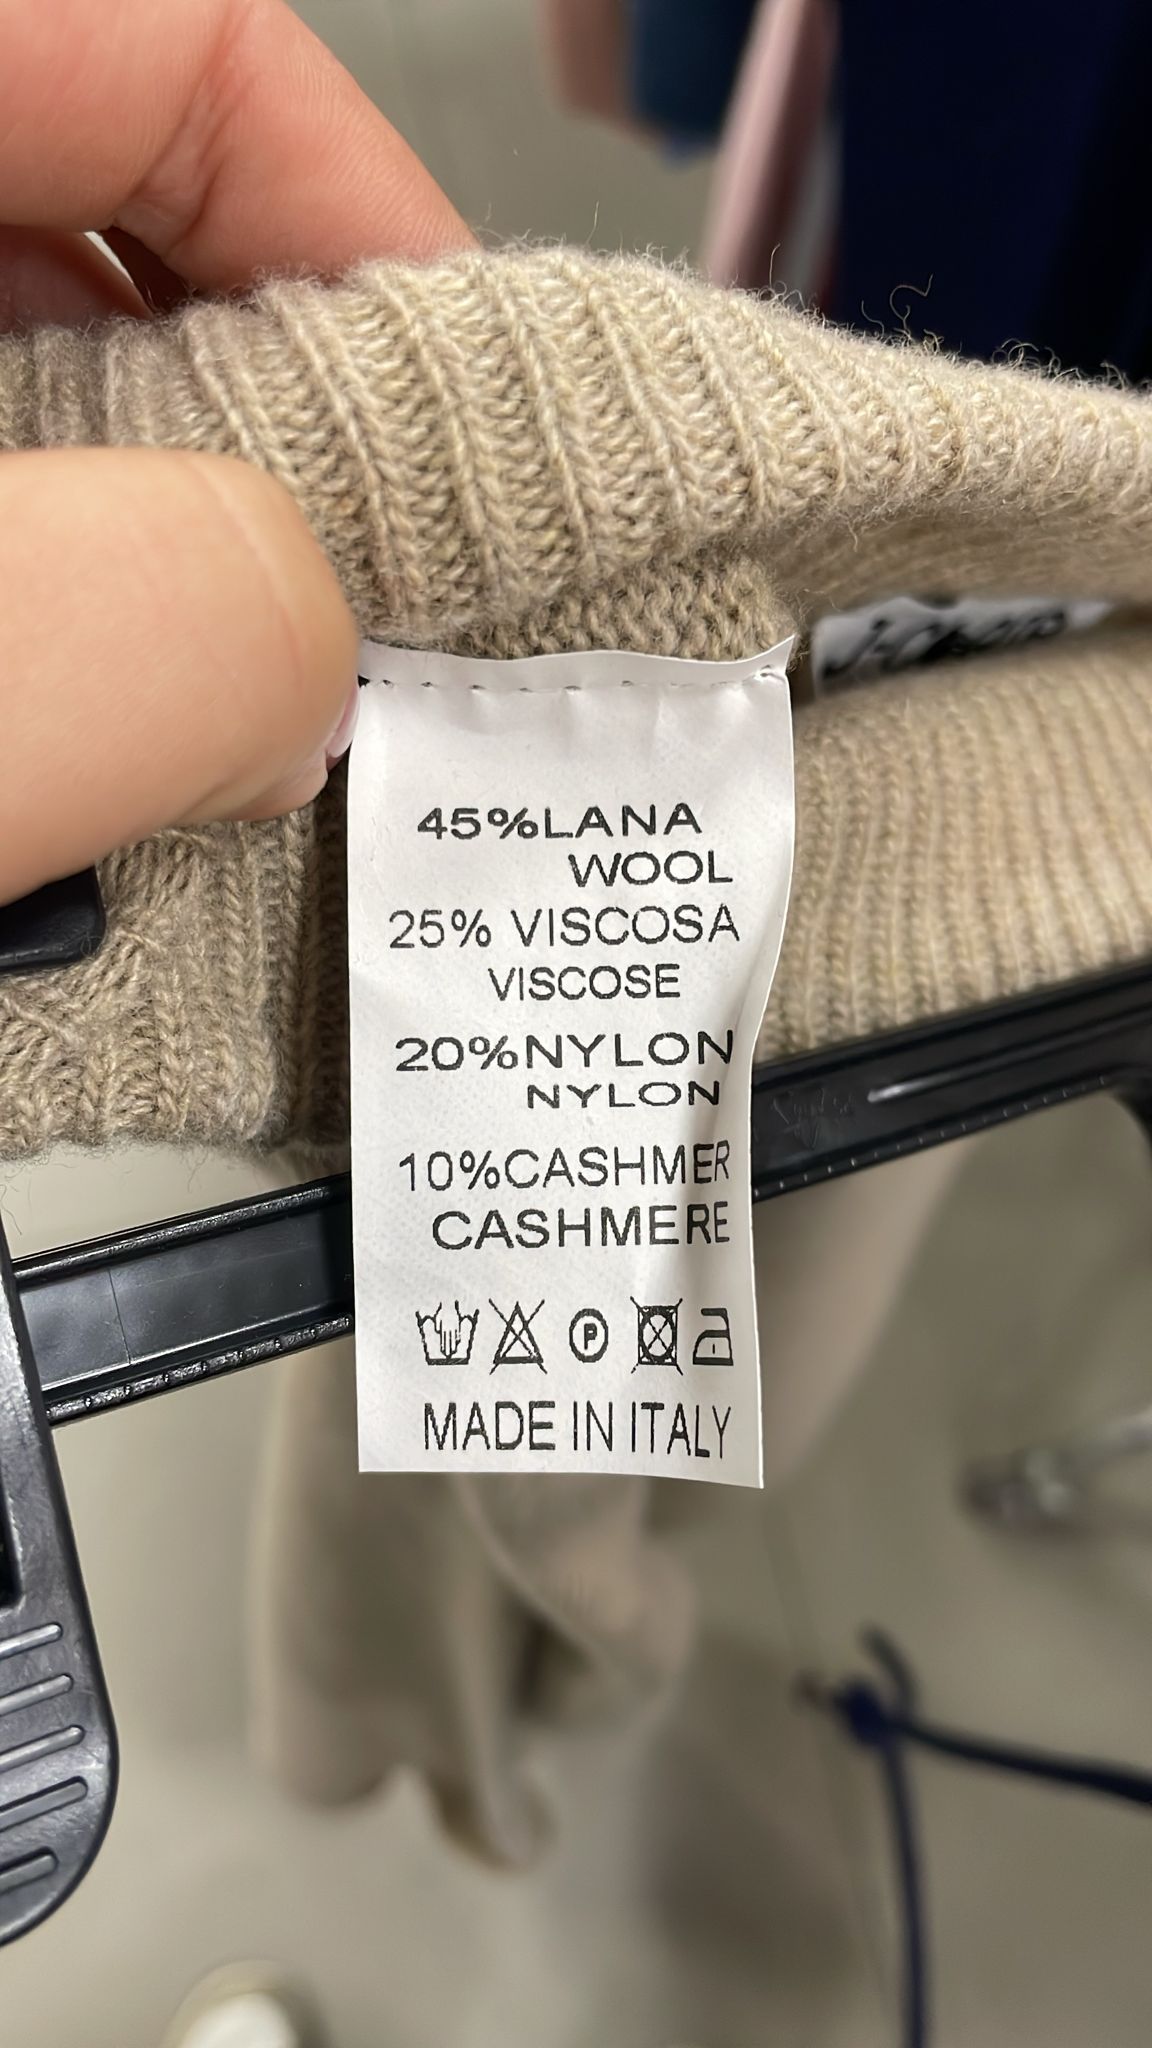 45%LANA
WOOL
25% VISCOSA
VISCOSE
20%NYLON
NYLON
10%CASHMER
CASHMERE
P
MADE IN ITALY